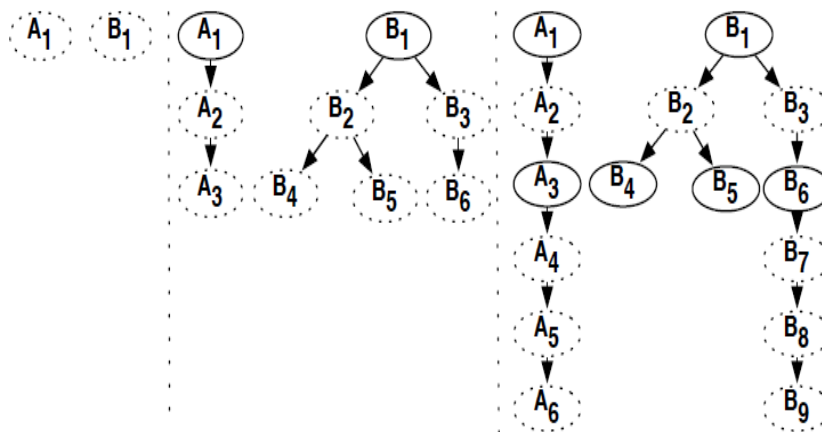 A1 B1 A1 B1 A1 B1
A2 B2 B3 A2 B2 B3
A3 B4 B5 B6 A3 B4 B5 B6
A4 B7
A5 B8
A6 B9